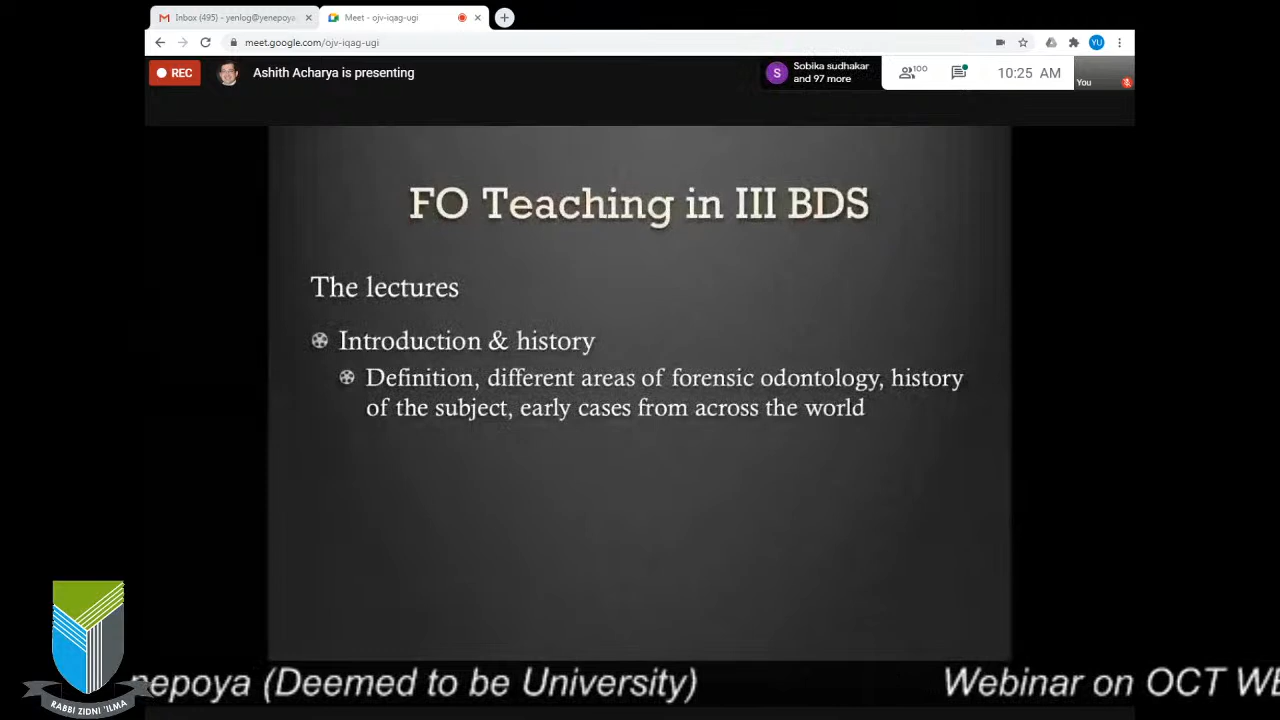 Inbox (495) - yenlog@yenepoya
Meet - ojv-iqag-ugi
meet.google.com/ojv-iqag-ugi
YU
REC
Ashith Acharya is presenting
S
Sobika sudhakar
and 97 more
100
10:25 AM
You
FO Teaching in III BDS
The lectures
Introduction & history
Definition, different areas of forensic odontology, history
of the subject, early cases from across the world
nepoya (Deemed to be University)
Webinar on OCT WE
RABBI ZIDNI 'ILMA